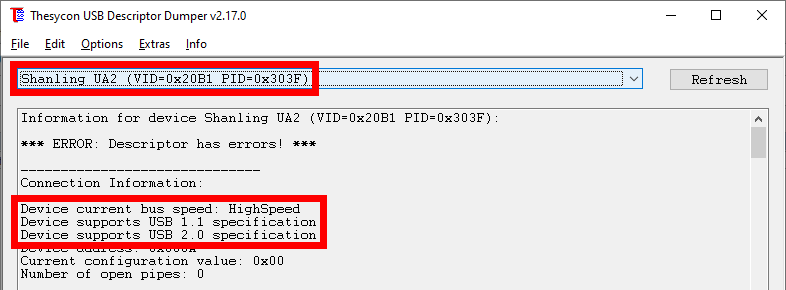 Thesycon USB Descriptor Dumper v2.17.0
File Edit Options Extras Info
Shanling UA2 (VID=0x20B1 PID=0x303F)
Refresh
Information for device Shanling UA2 (VID=0x20B1 PID=0x303F):
*** ERROR: Descriptor has errors! ***
------------------------------
Connection Information:
Device current bus speed: HighSpeed
Device supports USB 1.1 specification
Device supports USB 2.0 specification
Device address:
Current configuration value: 0x00
Number of open pipes: 0